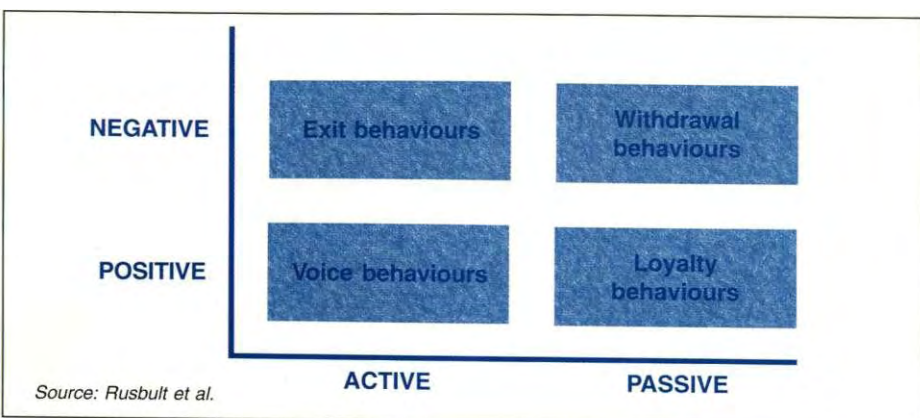 NEGATIVE
Exit behaviours
Withdrawal
behaviours
POSITIVE
Voice behaviours
Loyalty
behaviours
ACTIVE
PASSIVE
Source: Rusbult et al.